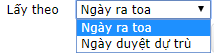 Lấy theo Ngày ra toa
Ngày ra toa
Ngày duyệt dự trù